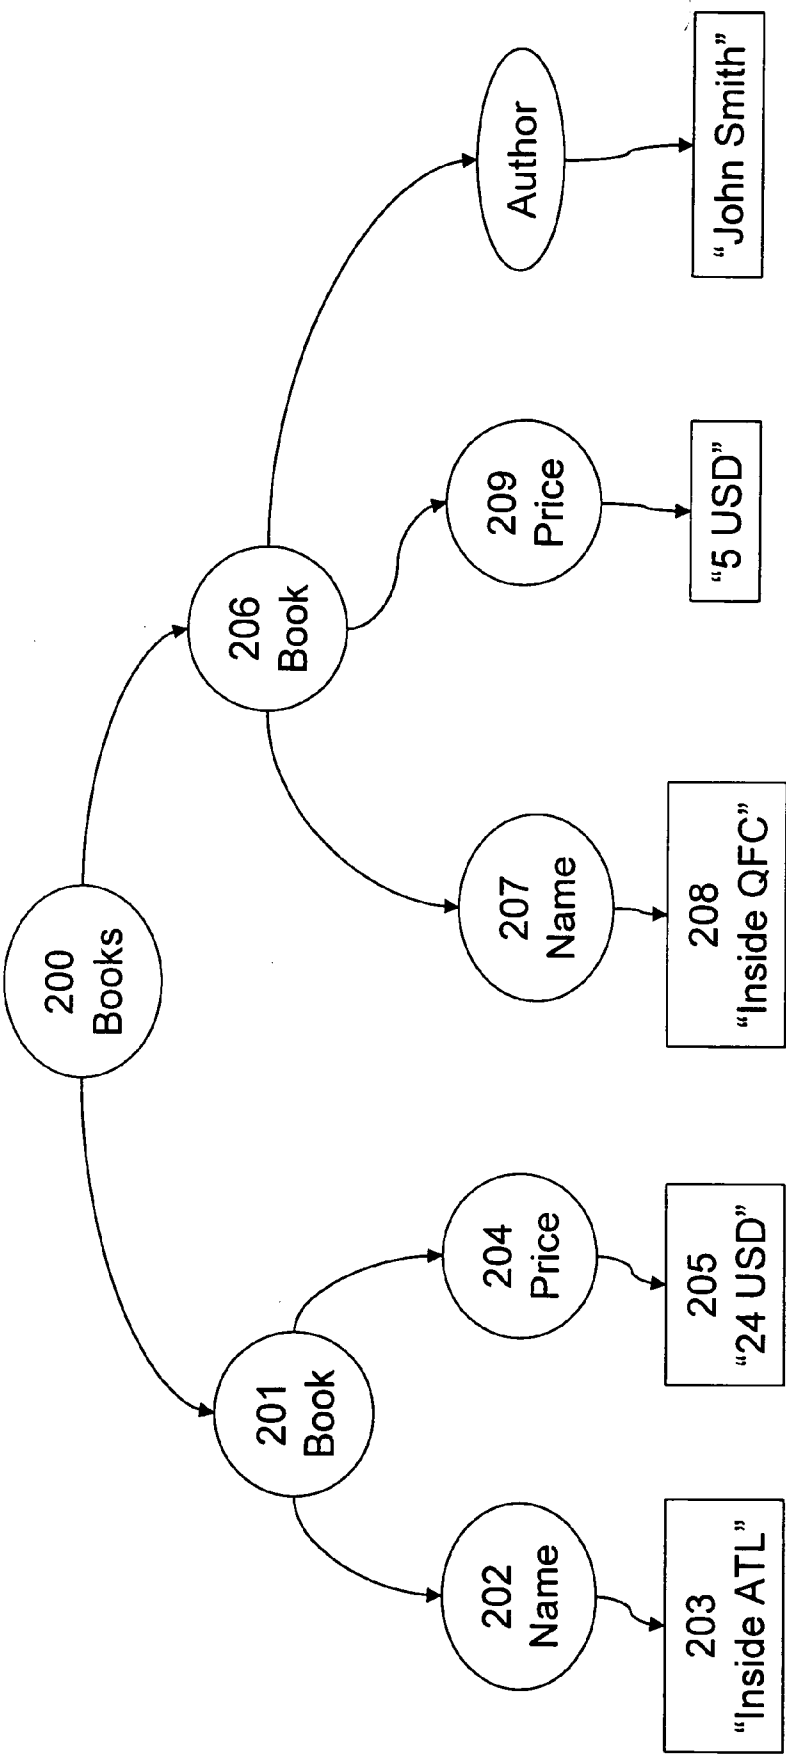 200
Books
201
Book
206
Book
202
Name
204
Price
207
Name
209
Price
Author
203
“Inside ATL”
205
“24 USD”
208
“Inside QFC”
“5 USD”
“John Smith”